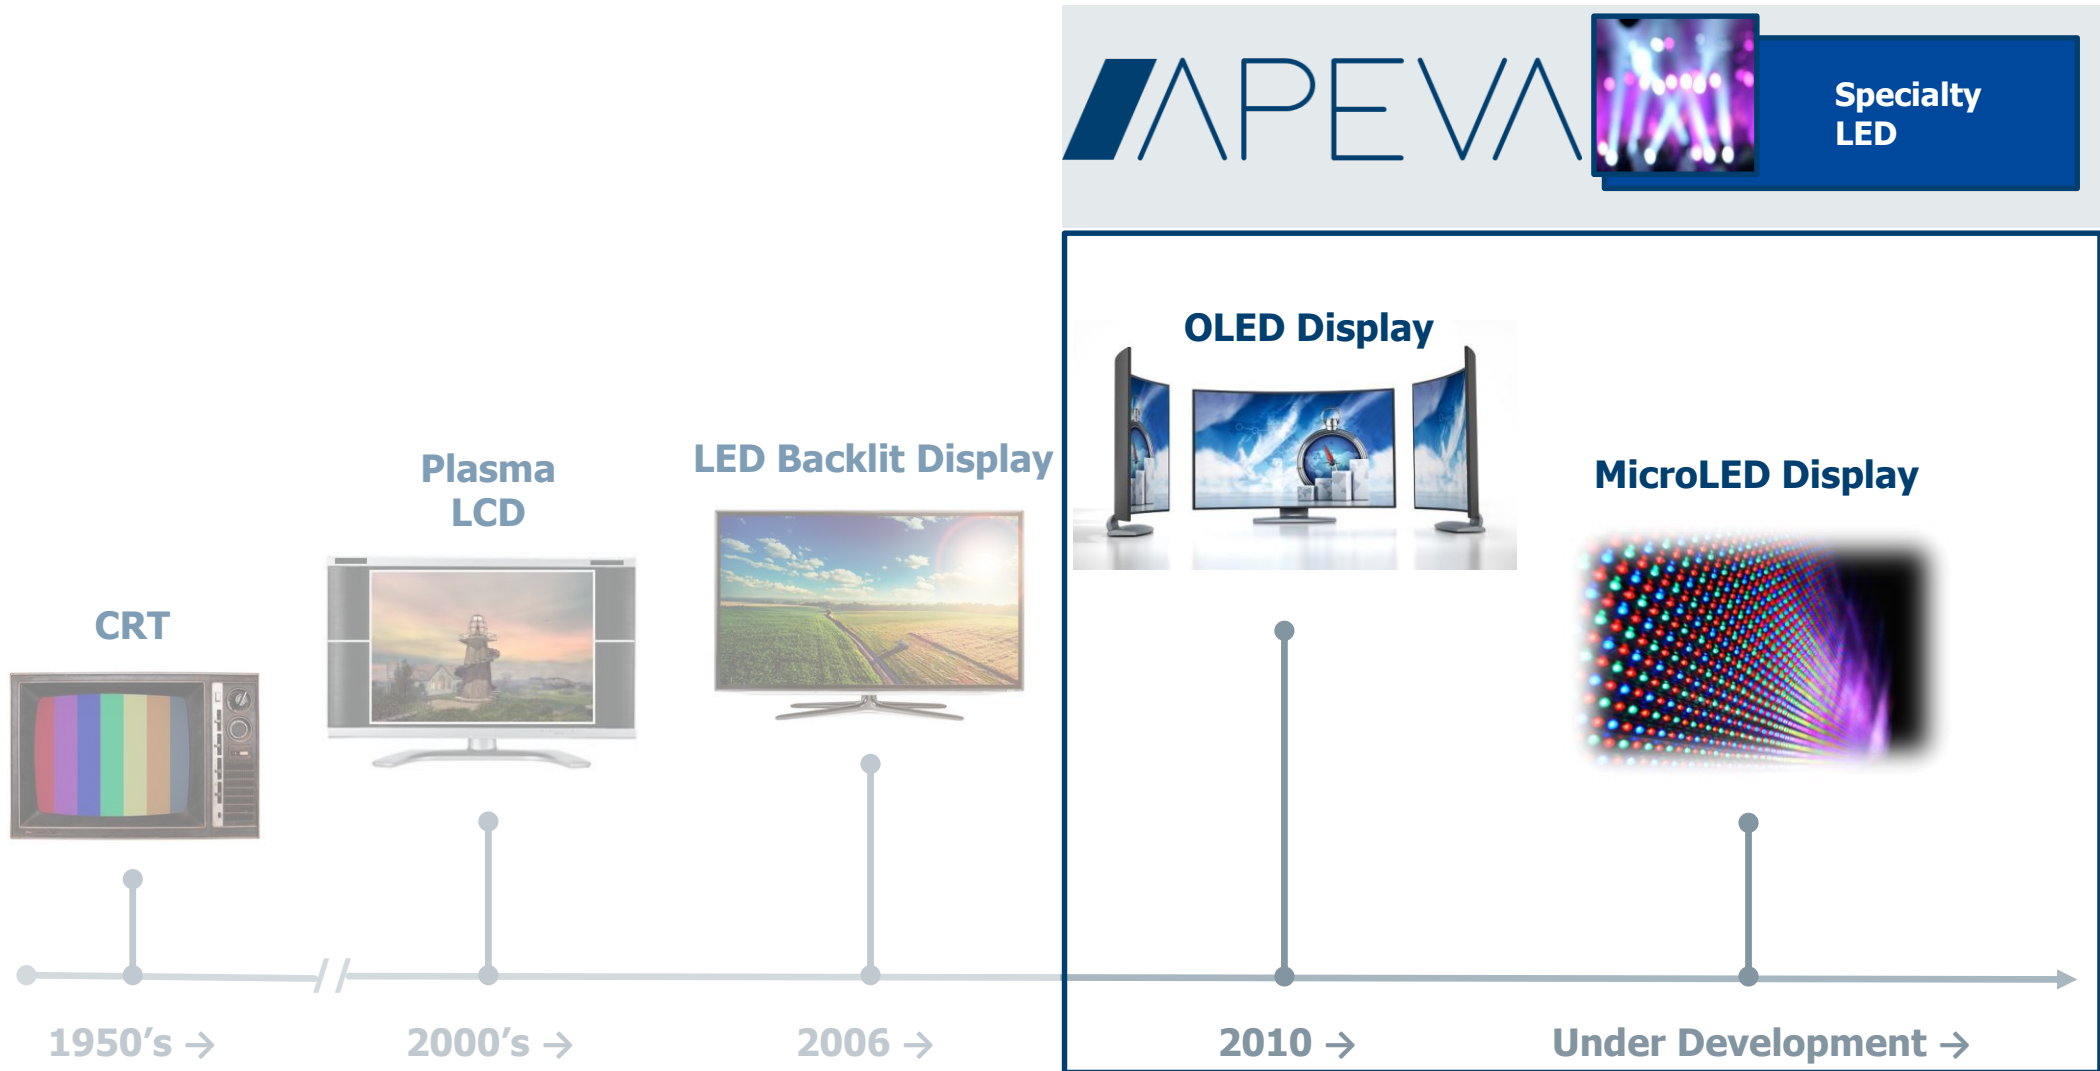 APEVA
Specialty
LED
OLED Display
Plasma
LCD
LED Backlit Display
MicroLED Display
CRT
1950’s →
2000’s →
2006 →
2010 →
Under Development →